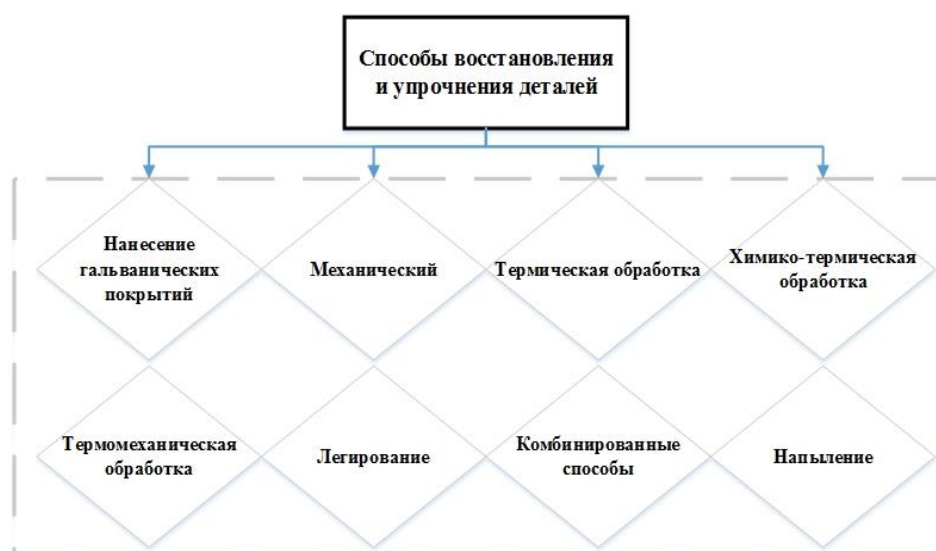 Способы восстановления
и упрочнения деталей
Нанесение
гальванических
покрытий
Механический
Термическая обработка
Химико-термическая
обработка
Термомеханическая
обработка
Легирование
Комбинированные
способы
Напыление